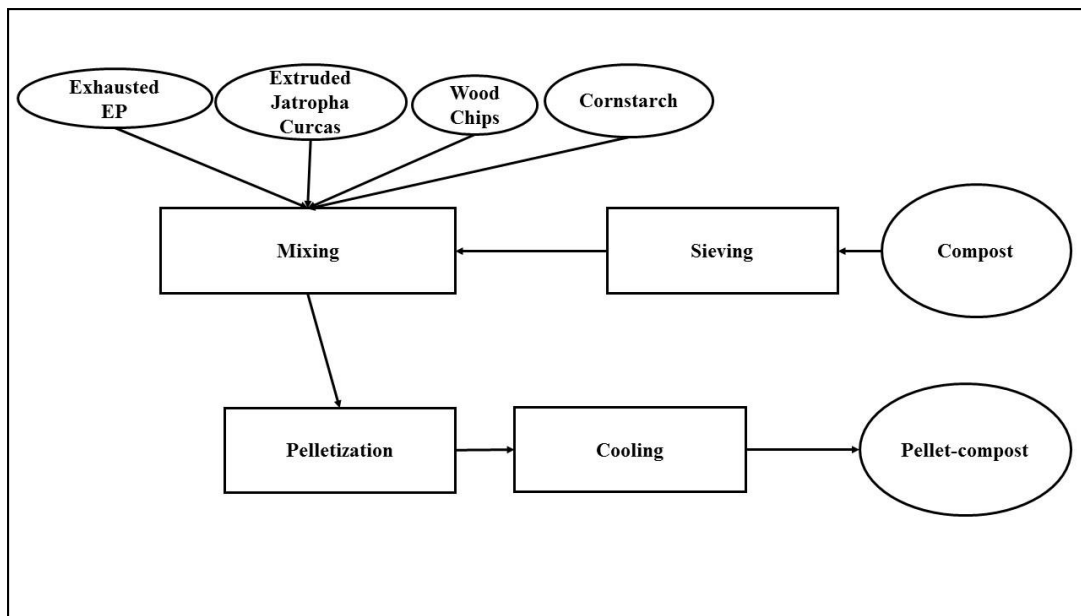 Exhausted
EP
Extruded
Jatropha
Curcas
Wood
Chips
Cornstarch
Mixing
Sieving
Compost
Pelletization
Cooling
Pellet-compost